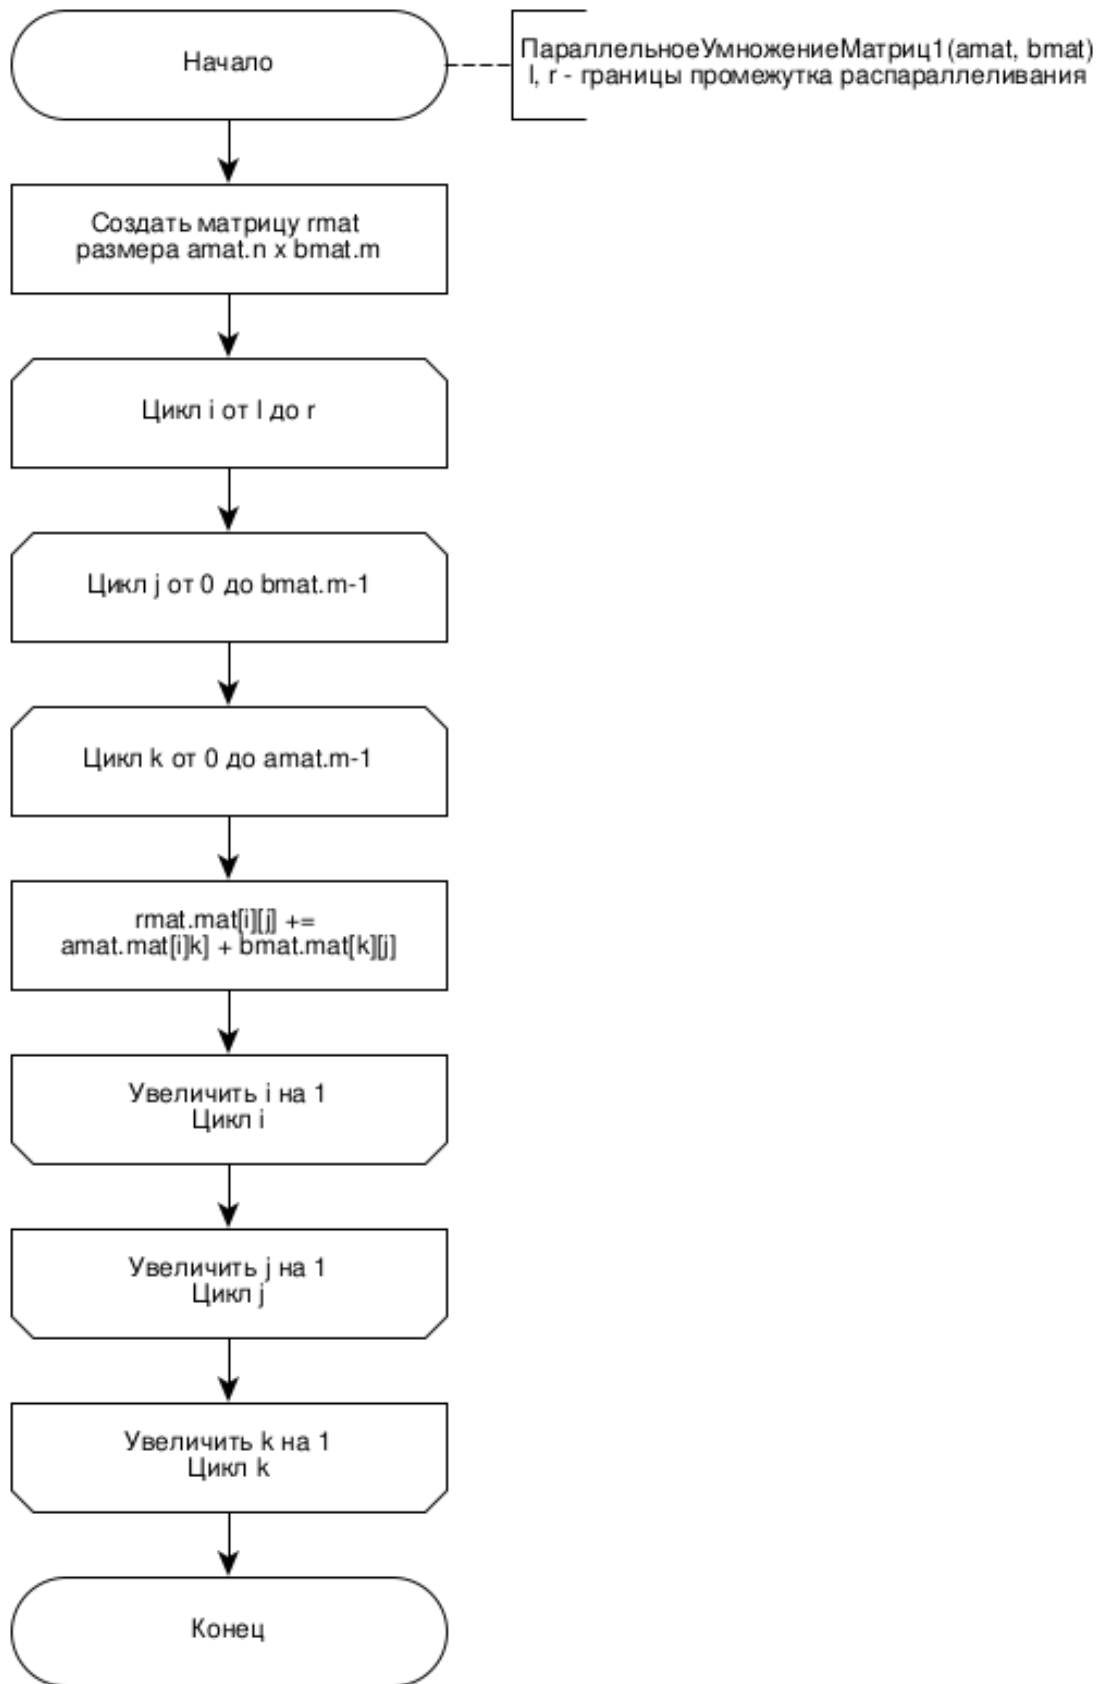 Начало
ПараллельноеУмножениеМатриц1(amat, bmat)
l, r - границы промежутка распараллеливания
Создать матрицу rmat
размера amat.n x bmat.m
Цикл i от l до r
Цикл j от 0 до bmat.m-1
Цикл k от 0 до amat.m-1
rmat.mat[i][j] +=
amat.mat[i]k] + bmat.mat[k][j]
Увеличить i на 1
Цикл i
Увеличить j на 1
Цикл j
Увеличить k на 1
Цикл k
Конец